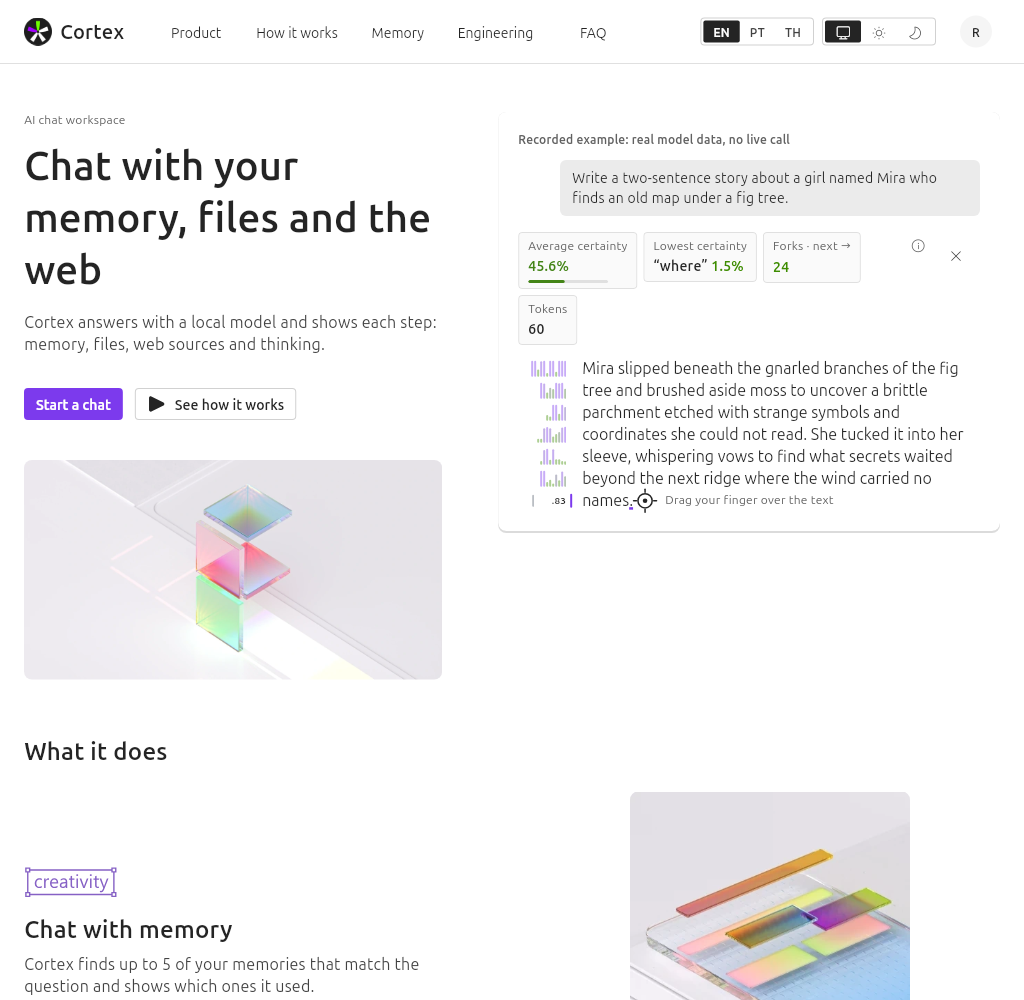 Cortex
Product
How it works
Memory
Engineering
FAQ
EN
PT
TH
R
AI chat workspace
Chat with your
memory, files and the
web
Cortex answers with a local model and shows each step:
memory, files, web sources and thinking.
Start a chat
See how it works
Recorded example: real model data, no live call
Write a two-sentence story about a girl named Mira who
finds an old map under a fig tree.
Average certainty
45.6%
Lowest certainty
“where” 1.5%
Forks · next →
24
Tokens
60
Mira slipped beneath the gnarled branches of the fig
tree and brushed aside moss to uncover a brittle
parchment etched with strange symbols and
coordinates she could not read. She tucked it into her
sleeve, whispering vows to find what secrets waited
beyond the next ridge where the wind carried no
.83 names. Drag your finger over the text
What it does
creativity
Chat with memory
Cortex finds up to 5 of your memories that match the
question and shows which ones it used.